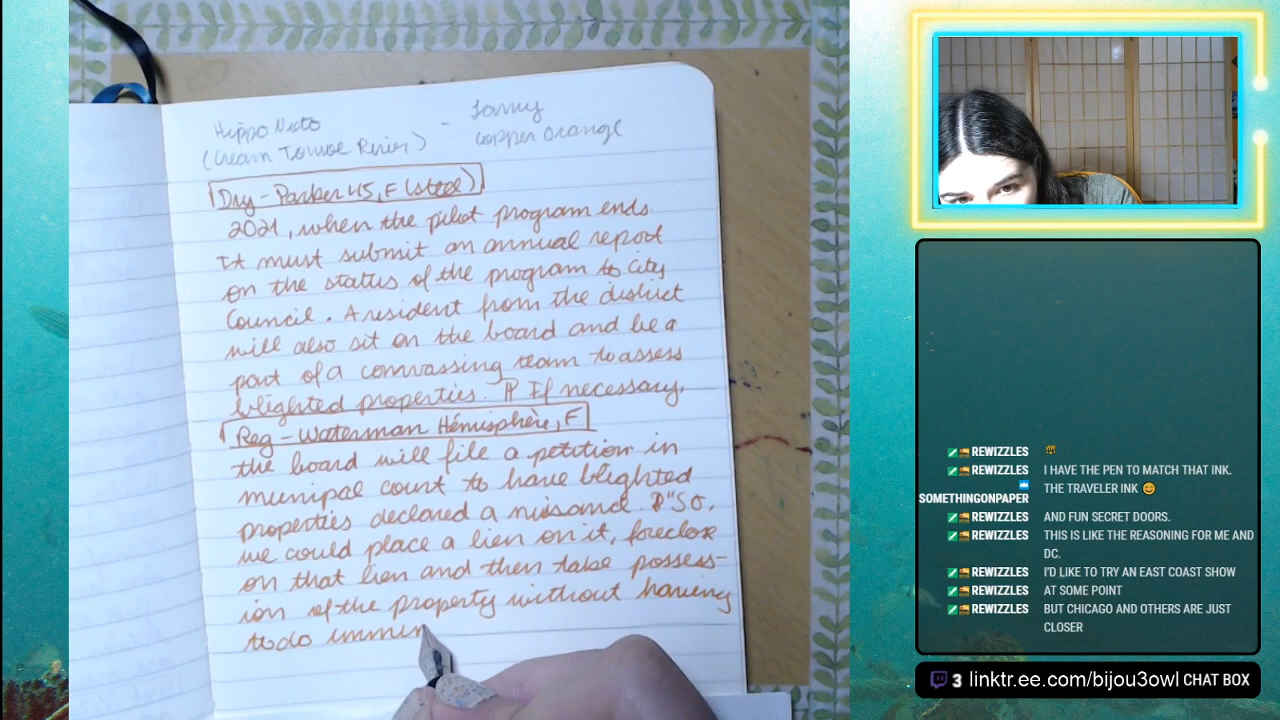 Hippo Noto - Lamy
(Cream Tomoe River) Copper Orange
Dry - Parker 45, F (steel)
2021, when the pilot program ends.
It must submit an annual report
on the status of the program to city
Council. A resident from the district
will also sit on the board and be a
part of a canvassing team to assess
blighted properties. ¶ If necessary,
Reg - Waterman Hémisphère, F
the board will file a petition in
munipal court to have blighted
properties declared a nuisance. ¶ "So,
we could place a lien on it, foreclose
on that lien and then take possess-
ion of the property without having
to do immin
REWIZZLES
REWIZZLES I HAVE THE PEN TO MATCH THAT INK.
SOMETHINGONPAPER THE TRAVELER INK
REWIZZLES AND FUN SECRET DOORS.
REWIZZLES THIS IS LIKE THE REASONING FOR ME AND
DC.
REWIZZLES I'D LIKE TO TRY AN EAST COAST SHOW
REWIZZLES AT SOME POINT
REWIZZLES BUT CHICAGO AND OTHERS ARE JUST
CLOSER
3 linktr.ee.com/bijou3owl CHAT BOX